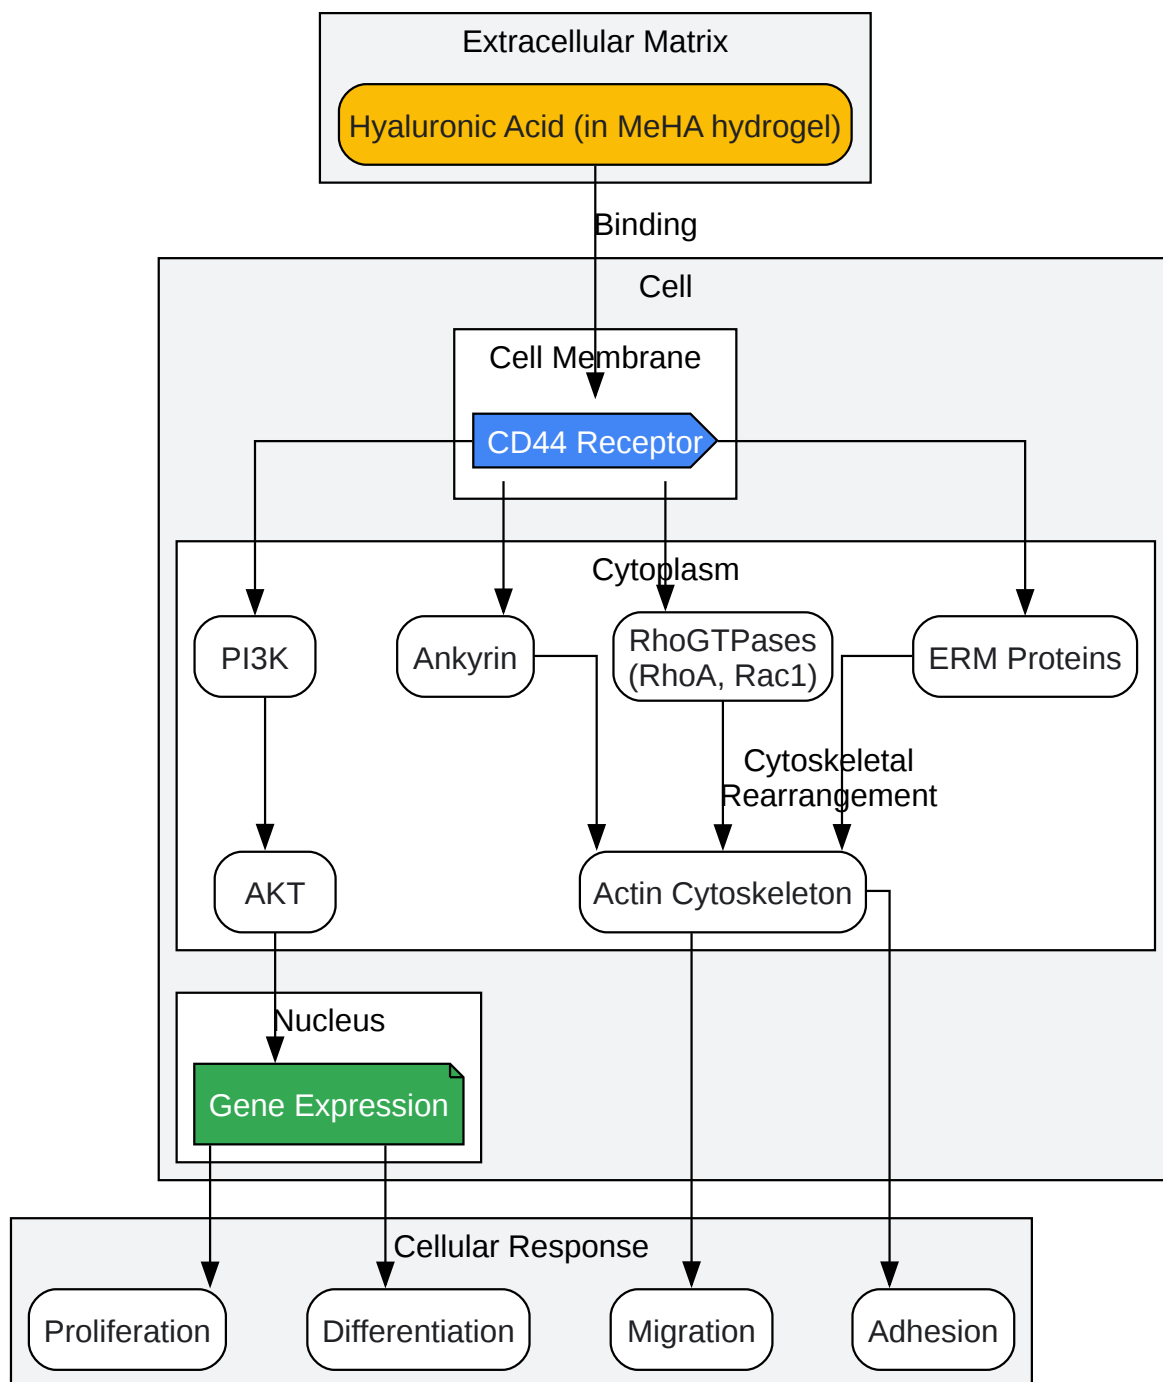 Extracellular Matrix
Hyaluronic Acid (in MeHA hydrogel)
Binding
Cell
Cell Membrane
CD44 Receptor
Cytoplasm
PI3K
Ankyrin
RhoGTPases
(RhoA, Rac1)
ERM Proteins
Cytoskeletal
Rearrangement
AKT
Actin Cytoskeleton
Nucleus
Gene Expression
Cellular Response
Proliferation
Differentiation
Migration
Adhesion